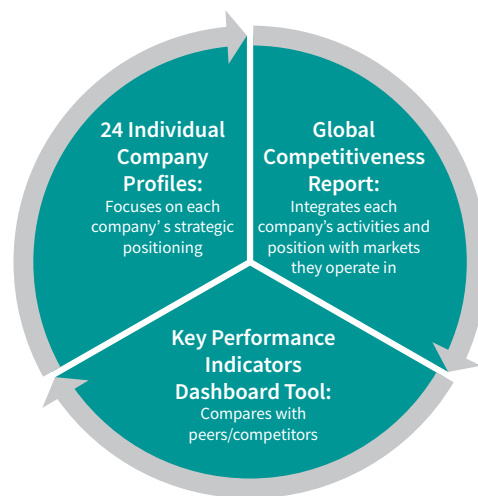 24 Individual
Company
Profiles:
Focuses on each
company’ s strategic
positioning
Global
Competitiveness
Report:
Integrates each
company’s activities and
position with markets
they operate in
Key Performance
Indicators
Dashboard Tool:
Compares with
peers/competitors